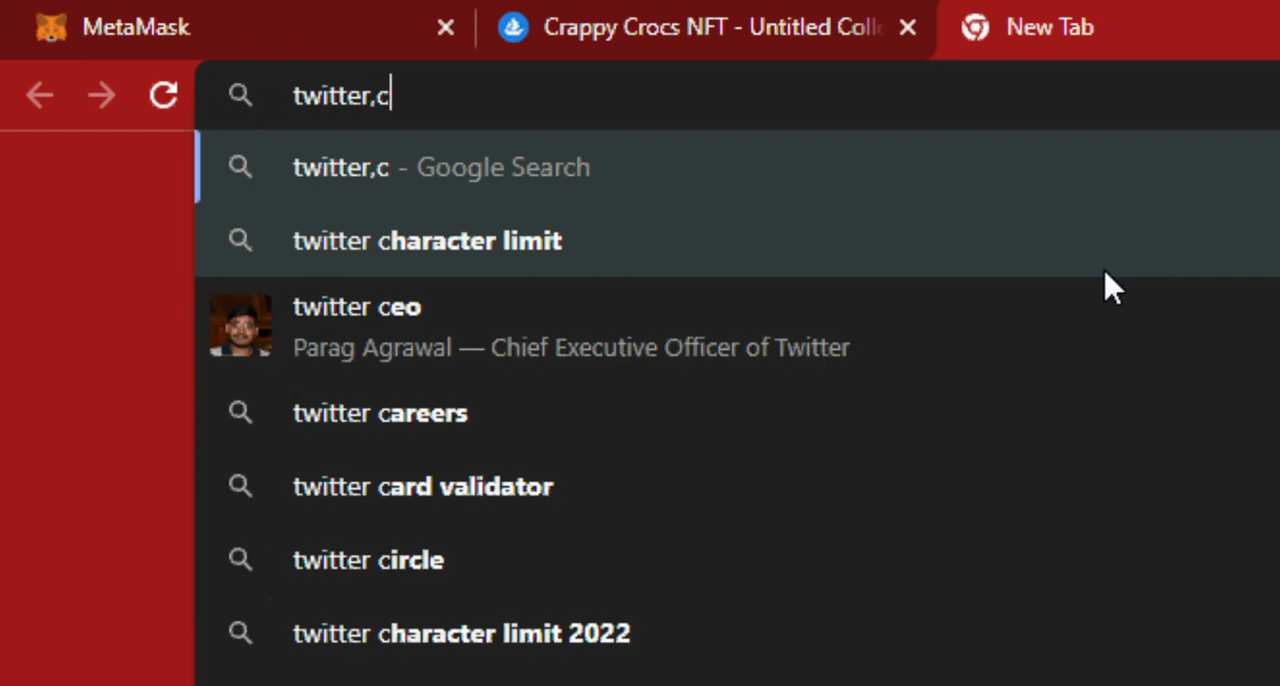 MetaMask
Crappy Crocs NFT - Untitled Coll
New Tab
twitter,c
twitter,c - Google Search
twitter character limit
twitter ceo
Parag Agrawal — Chief Executive Officer of Twitter
twitter careers
twitter card validator
twitter circle
twitter character limit 2022